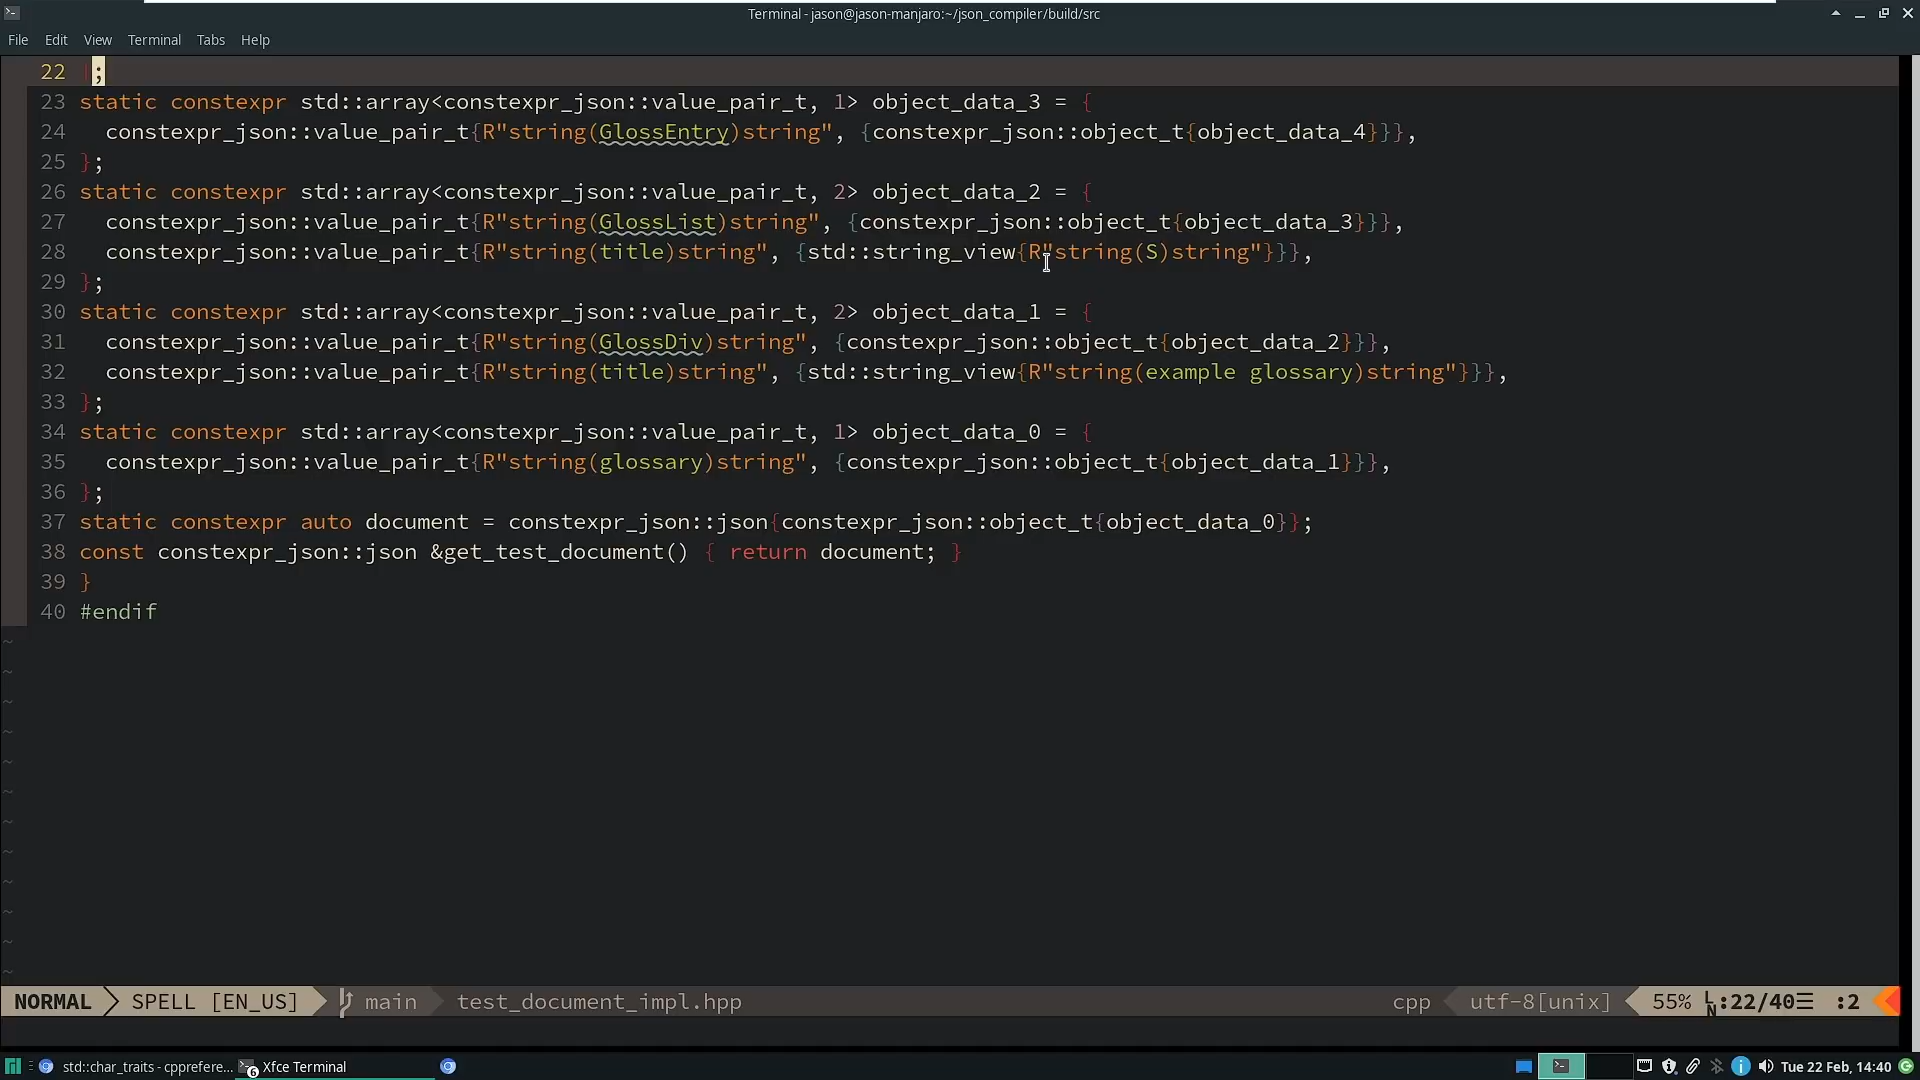 Terminal - jason@jason-manjaro:~/json_compiler/build/src
File Edit View Terminal Tabs Help
22 };
23 static constexpr std::array<constexpr_json::value_pair_t, 1> object_data_3 = {
24   constexpr_json::value_pair_t{R"string(GlossEntry)string", {constexpr_json::object_t{object_data_4}}},
25 };
26 static constexpr std::array<constexpr_json::value_pair_t, 2> object_data_2 = {
27   constexpr_json::value_pair_t{R"string(GlossList)string", {constexpr_json::object_t{object_data_3}}},
28   constexpr_json::value_pair_t{R"string(title)string", {std::string_view{R"string(S)string"}}},
29 };
30 static constexpr std::array<constexpr_json::value_pair_t, 2> object_data_1 = {
31   constexpr_json::value_pair_t{R"string(GlossDiv)string", {constexpr_json::object_t{object_data_2}}},
32   constexpr_json::value_pair_t{R"string(title)string", {std::string_view{R"string(example glossary)string"}}},
33 };
34 static constexpr std::array<constexpr_json::value_pair_t, 1> object_data_0 = {
35   constexpr_json::value_pair_t{R"string(glossary)string", {constexpr_json::object_t{object_data_1}}},
36 };
37 static constexpr auto document = constexpr_json::json{constexpr_json::object_t{object_data_0}};
38 const constexpr_json::json &get_test_document() { return document; }
39 }
40 #endif
~
~
~
~
~
~
~
~
~
~
~
~
NORMAL SPELL [EN_US] main test_document_impl.hpp cpp utf-8[unix] 55% LN:22/40☰ :2
std::char_traits - cpprefere... Xfce Terminal Tue 22 Feb, 14:40